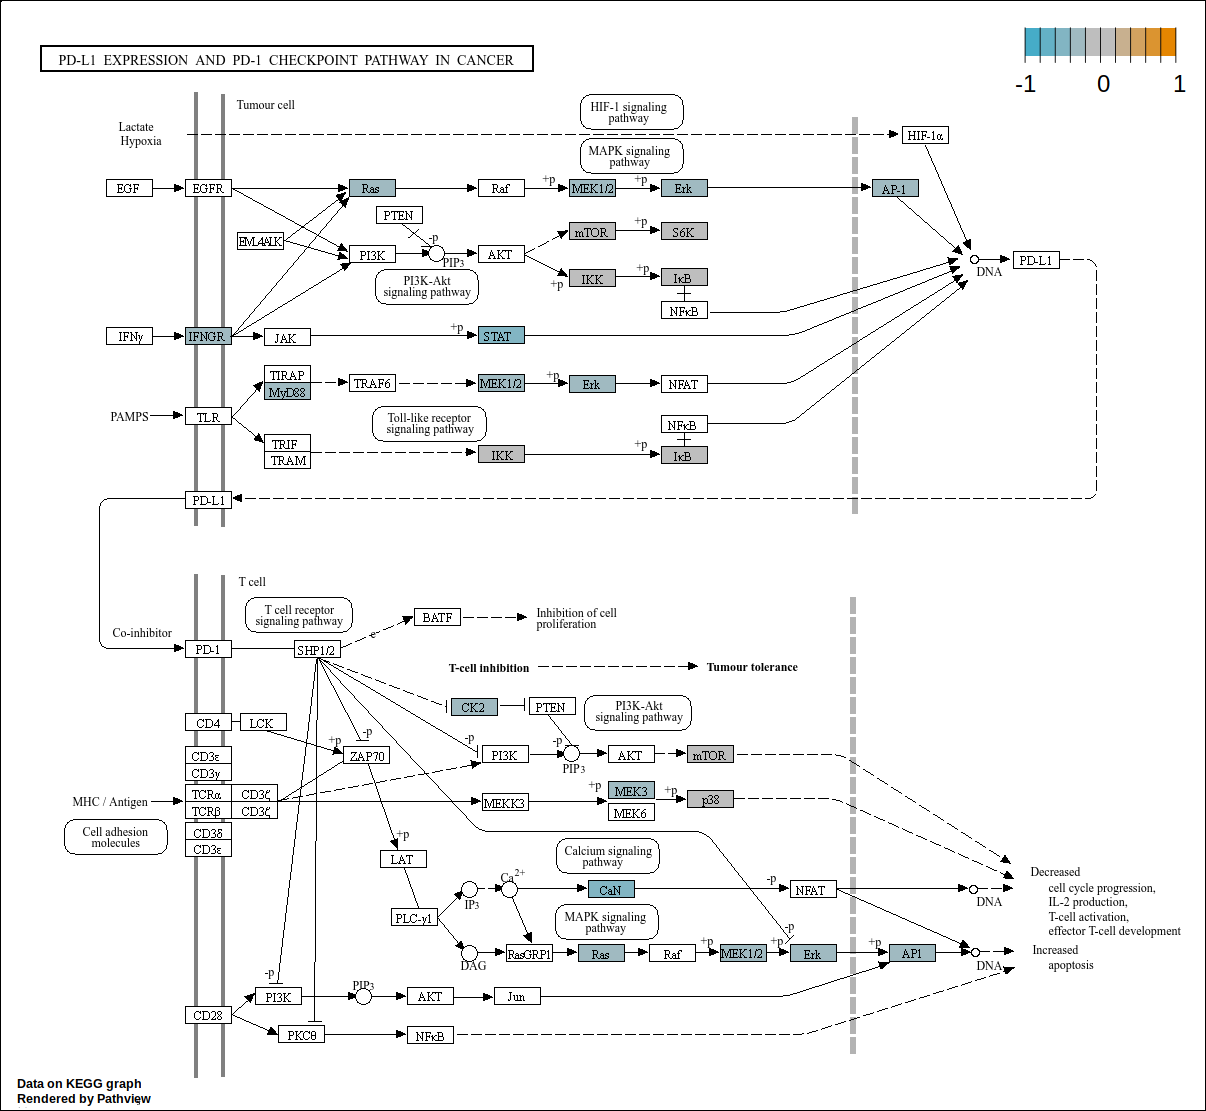 PD-L1 EXPRESSION AND PD-1 CHECKPOINT PATHWAY IN CANCER
-1 0 1
Tumour cell
HIF-1 signaling
pathway
Lactate
Hypoxia
HIF-1α
MAPK signaling
pathway
EGF
EGFR
Ras
Raf
+p
MEK1/2
+p
Erk
AP-1
PTEN
EML4ALK
-p
PI3K
PIP3
AKT
mTOR
+p
S6K
PI3K-Akt
signaling pathway
+p
IKK
+p
IκB
DNA
PD-L1
NFκB
IFNγ
IFNGR
JAK
+p
STAT
TIRAP
MyD88
TRAF6
MEK1/2
+p
Erk
NFAT
PAMPS
TLR
Toll-like receptor
signaling pathway
NFκB
TRIF
TRAM
IKK
+p
IκB
PD-L1
T cell
T cell receptor
signaling pathway
BATF
Inhibition of cell
proliferation
e
Co-inhibitor
PD-1
SHP1/2
T-cell inhibition
Tumour tolerance
CK2
PTEN
PI3K-Akt
signaling pathway
CD4
LCK
+p
-p
ZAP70
-p
PI3K
-p
PIP3
AKT
mTOR
CD3ε
CD3γ
TCRα
CD3ζ
TCRβ
CD3ζ
CD3δ
CD3ε
MHC / Antigen
Cell adhesion
molecules
MEKK3
+p
MEK3
MEK6
+p
p38
+p
LAT
Calcium signaling
pathway
Ca2+
IP3
CaN
-p
NFAT
DNA
Decreased
cell cycle progression,
IL-2 production,
T-cell activation,
effector T-cell development
PLC-γ1
MAPK signaling
pathway
DAG
RasGRP1
Ras
Raf
+p
MEK1/2
+p
-p
Erk
+p
AP1
DNA
Increased
apoptosis
-p
PI3K
PIP3
AKT
Jun
CD28
PKCθ
NFκB
Data on KEGG graph
Rendered by Pathview